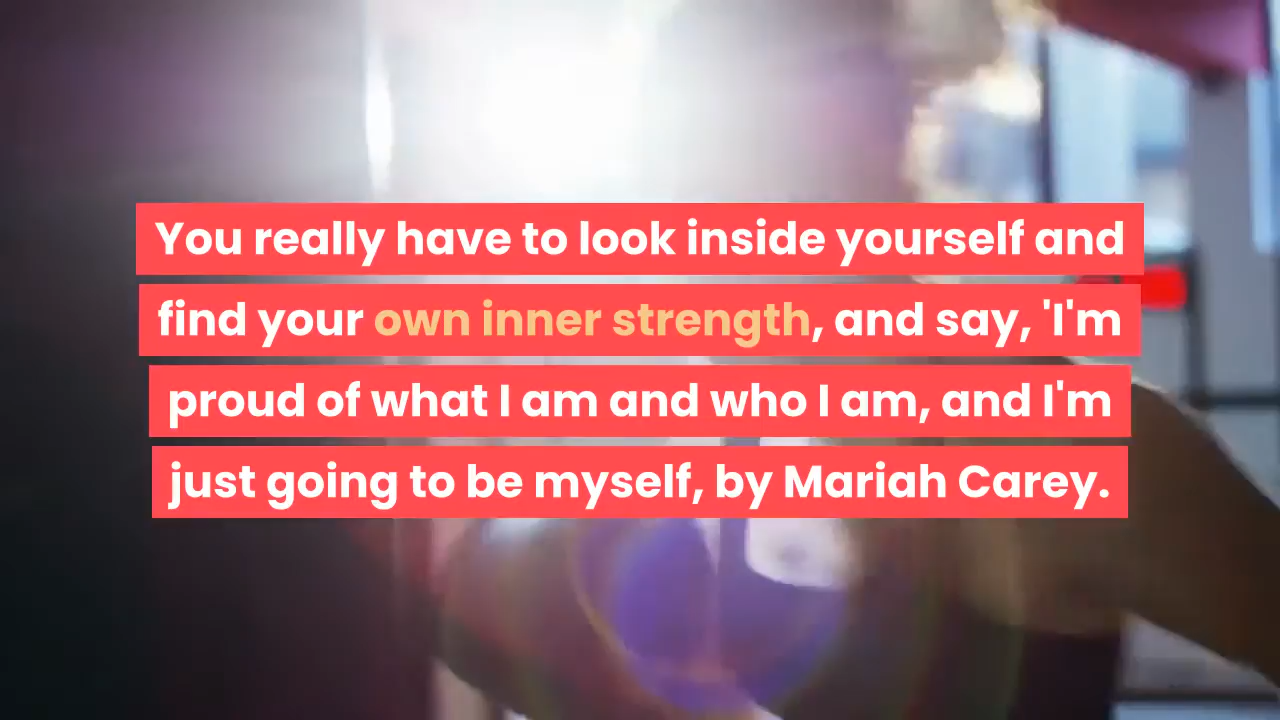 You really have to look inside yourself and
find your own inner strength, and say, 'I'm
proud of what I am and who I am, and I'm
just going to be myself, by Mariah Carey.